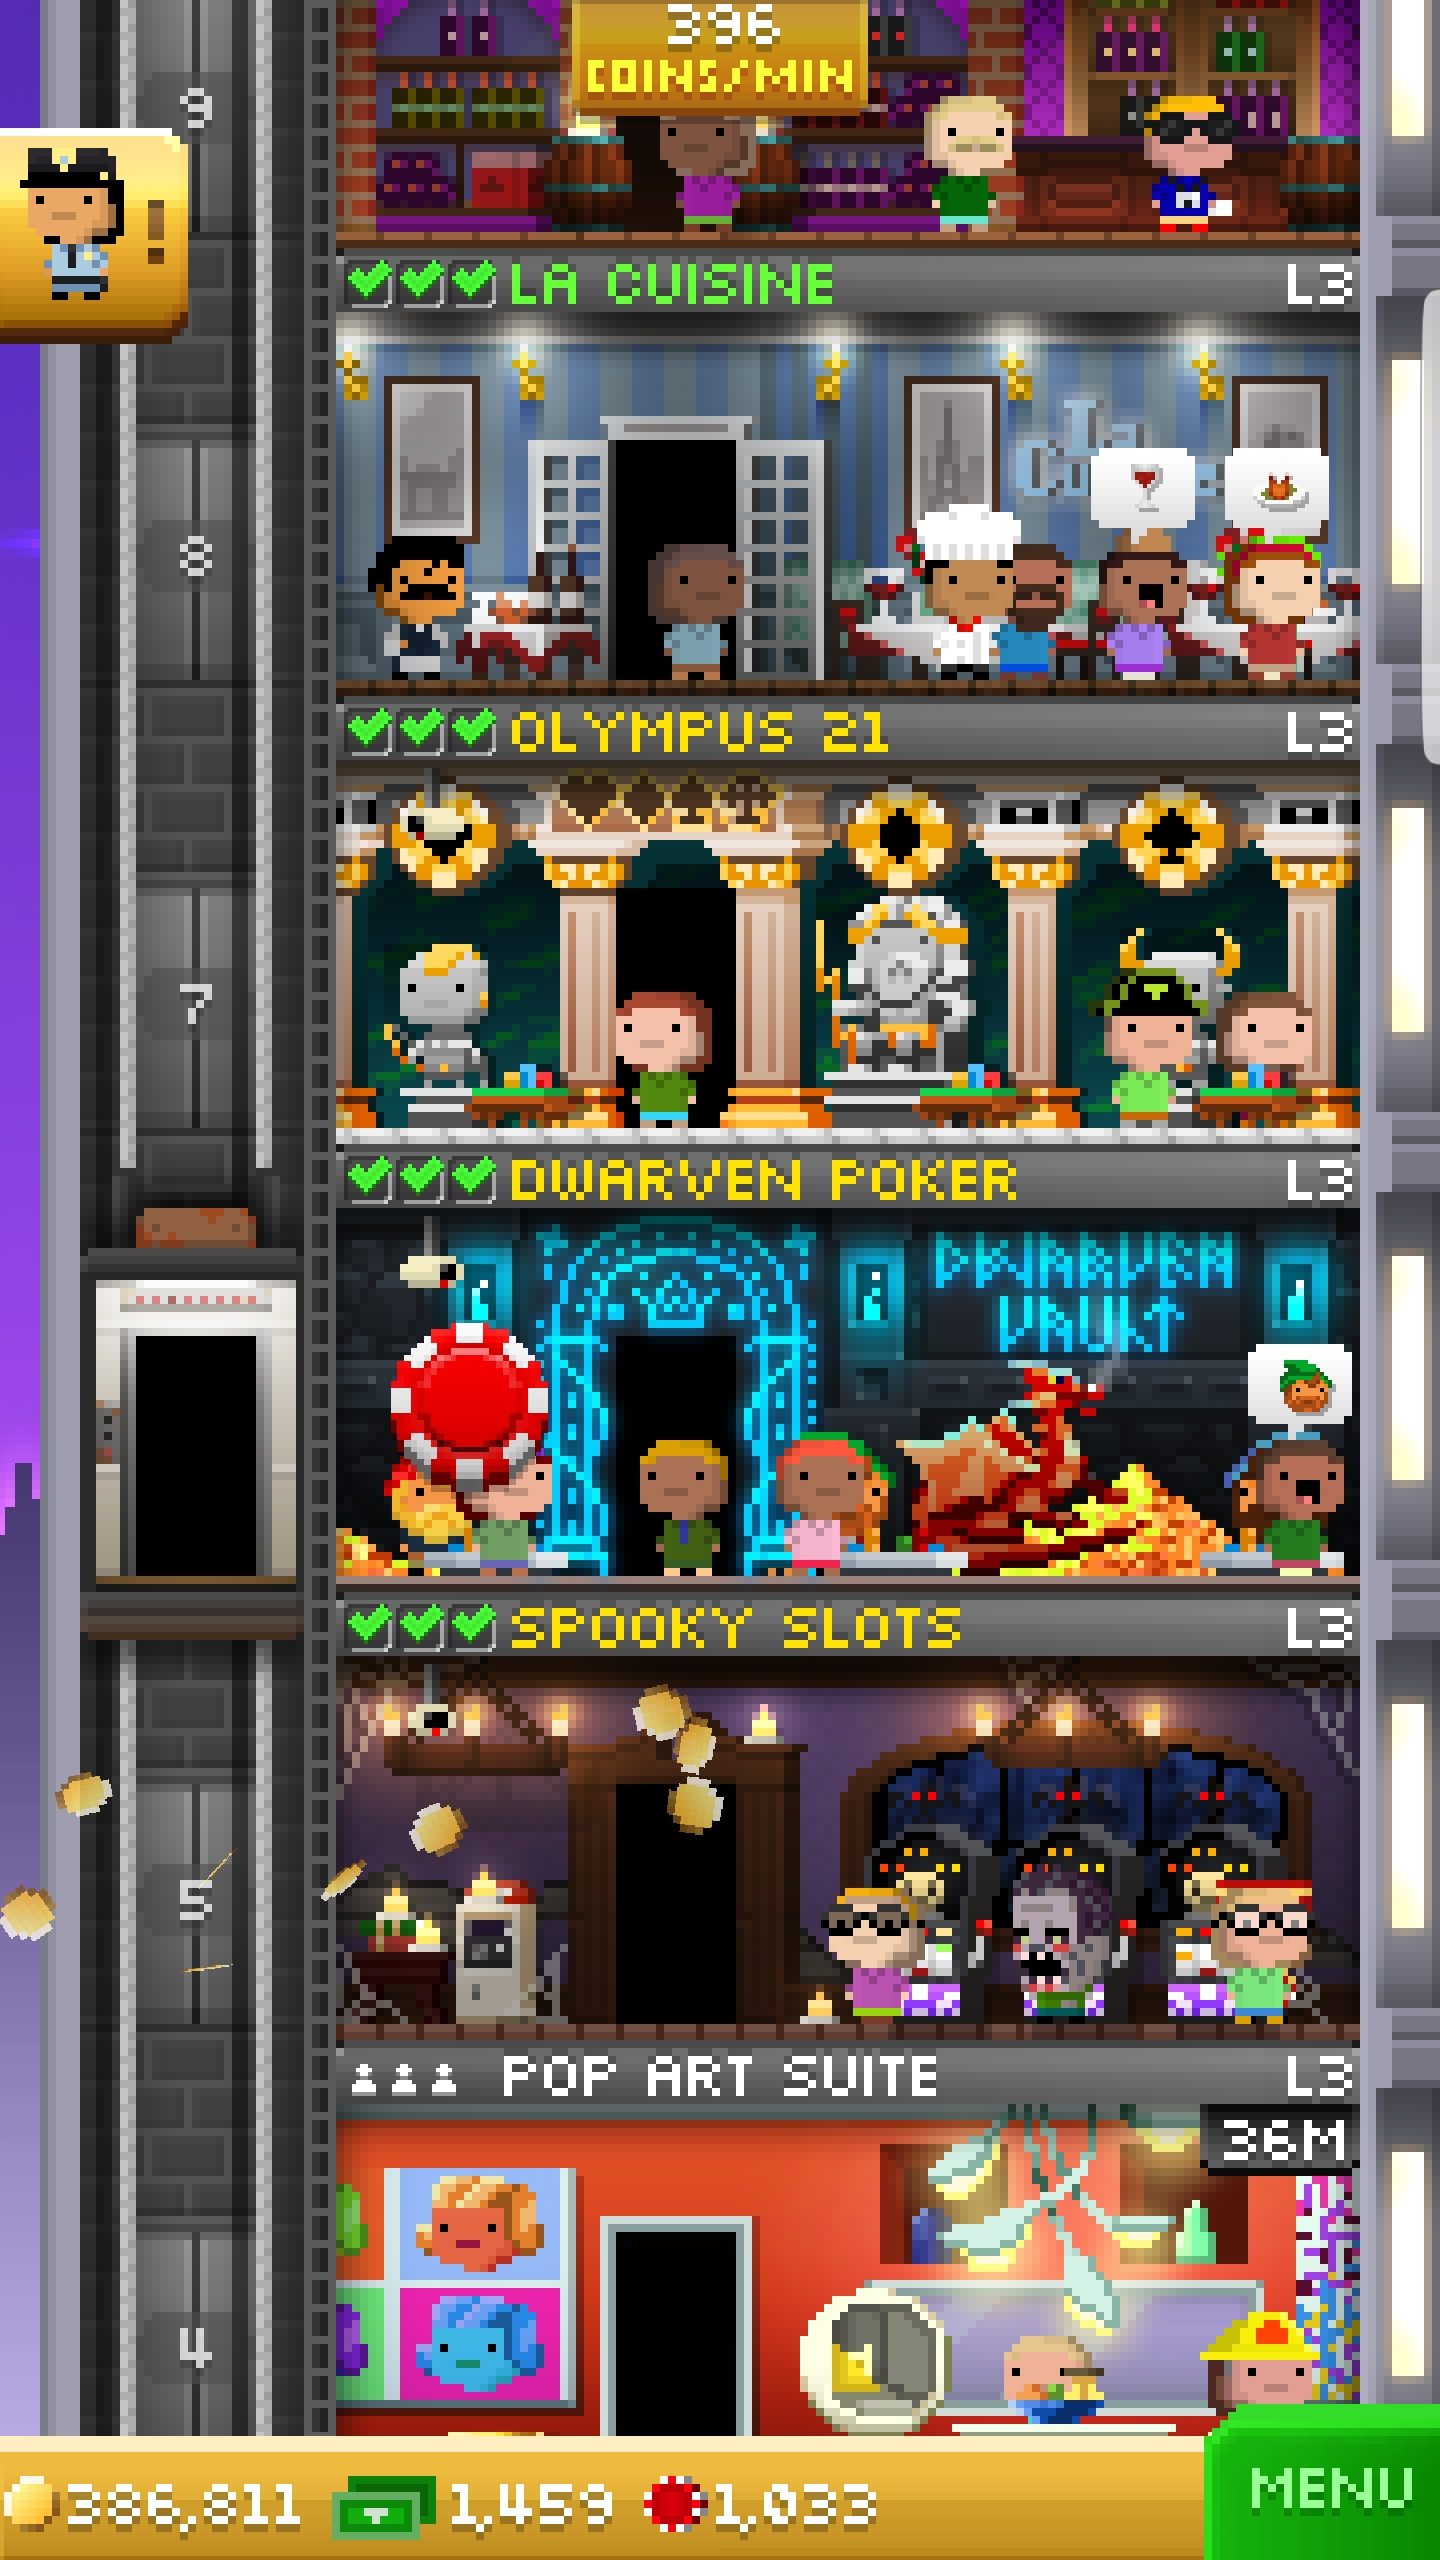 396
COINS/MIN
9
!
LA CUISINE L3
La
8
OLYMPUS 21 L3
7
DWARVEN POKER L3
DWARVEN
VAULT
SPOOKY SLOTS L3
5
POP ART SUITE L3
36M
4
386,811 1,459 1,033
MENU